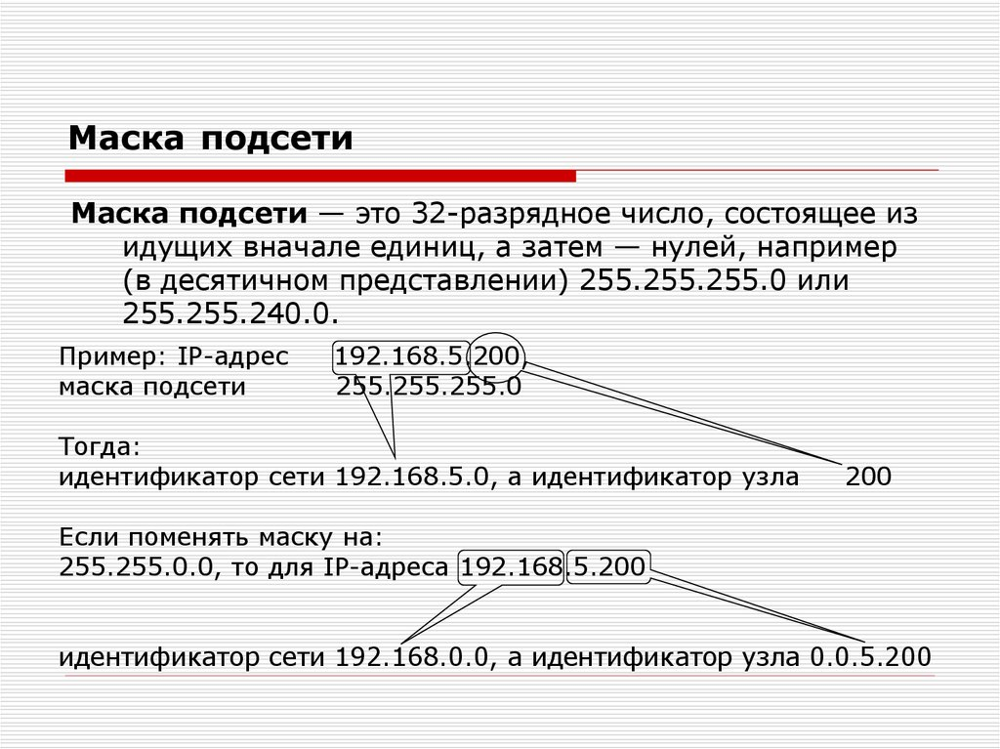 Маска подсети
Маска подсети — это 32-разрядное число, состоящее из
идущих вначале единиц, а затем — нулей, например
(в десятичном представлении) 255.255.255.0 или
255.255.240.0.
Пример: IP-адрес 192.168.5.200,
маска подсети 255.255.255.0
Тогда:
идентификатор сети 192.168.5.0, а идентификатор узла 200
Если поменять маску на:
255.255.0.0, то для IP-адреса 192.168.5.200
идентификатор сети 192.168.0.0, а идентификатор узла 0.0.5.200